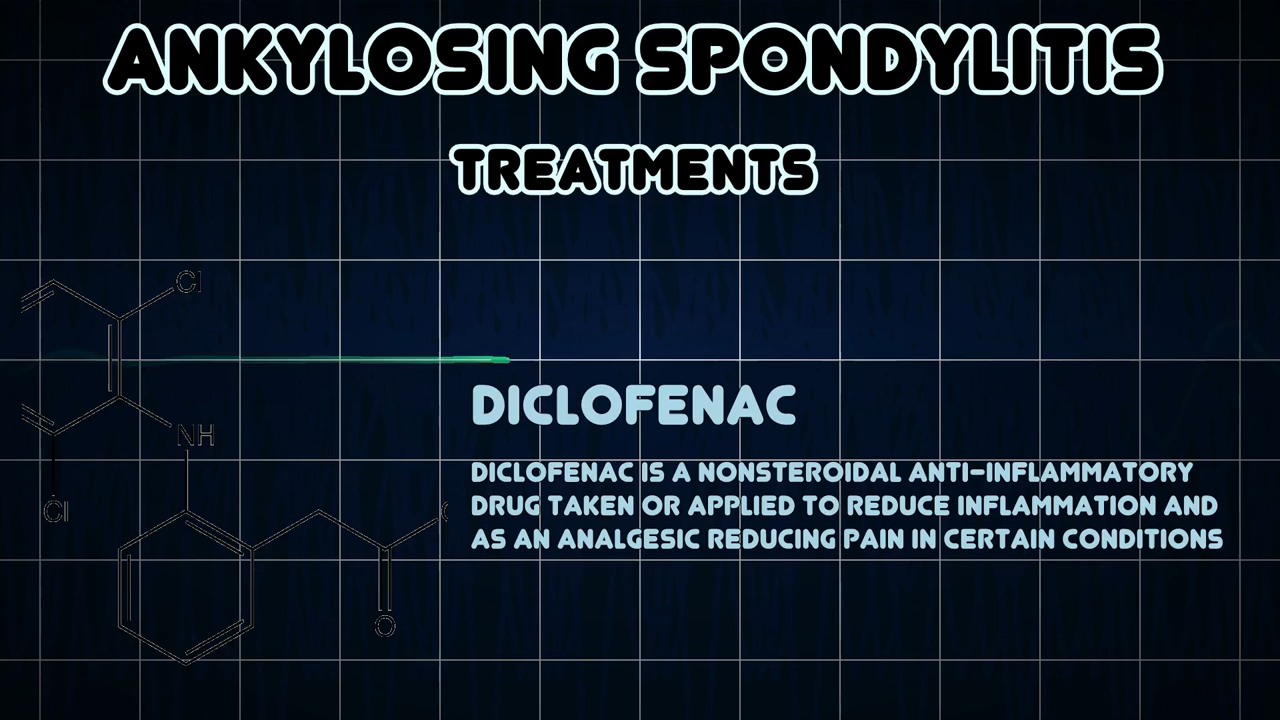 ANKYLOSING SPONDYLITIS
TREATMENTS
Cl
NH
Cl
O
DICLOFENAC
DICLOFENAC IS A NONSTEROIDAL ANTI-INFLAMMATORY
DRUG TAKEN OR APPLIED TO REDUCE INFLAMMATION AND
AS AN ANALGESIC REDUCING PAIN IN CERTAIN CONDITIONS